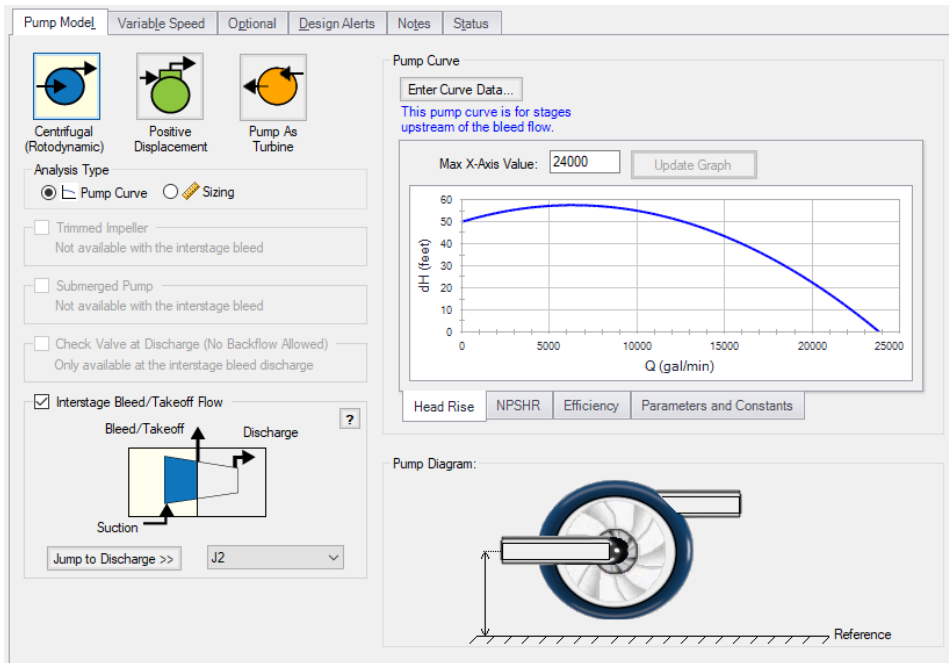 Pump Model Variable Speed Optional Design Alerts Notes Status
Centrifugal
(Rotodynamic)
Positive
Displacement
Pump As
Turbine
Analysis Type
Pump Curve Sizing
Trimmed Impeller
Not available with the interstage bleed
Submerged Pump
Not available with the interstage bleed
Check Valve at Discharge (No Backflow Allowed)
Only available at the interstage bleed discharge
Interstage Bleed/Takeoff Flow
?
Bleed/Takeoff
Discharge
Suction
Jump to Discharge >> J2
Pump Curve
Enter Curve Data...
This pump curve is for stages
upstream of the bleed flow.
Max X-Axis Value: 24000 Update Graph
60
50
40
30
20
10
0
dH (feet)
0 5000 10000 15000 20000 25000
Q (gal/min)
Head Rise NPSHR Efficiency Parameters and Constants
Pump Diagram:
Reference